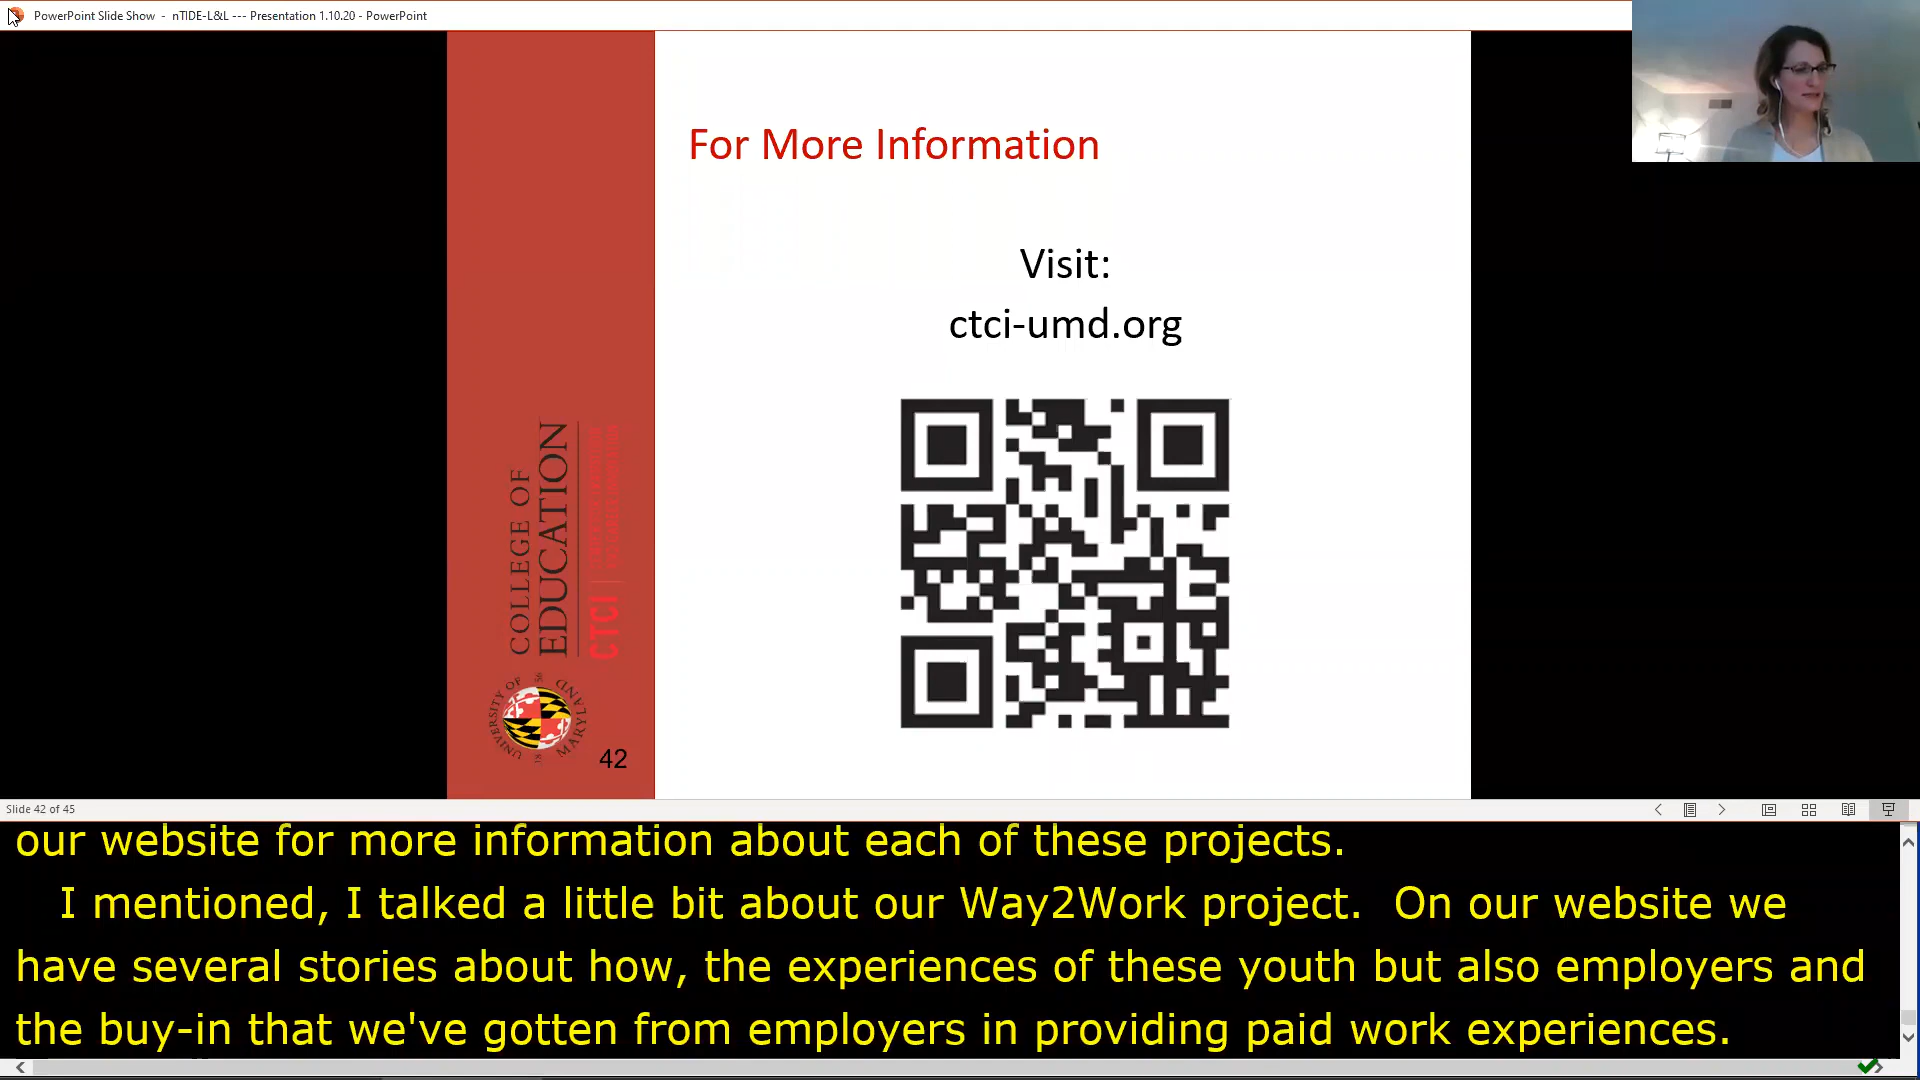 PowerPoint Slide Show - nTIDE-L&L --- Presentation 1.10.20 - PowerPoint
For More Information
Visit:
ctci-umd.org
COLLEGE OF
EDUCATION
CTCI
UNIVERSITY OF
MARYLAND
18 56
42
Slide 42 of 45
our website for more information about each of these projects.
I mentioned, I talked a little bit about our Way2Work project. On our website we
have several stories about how, the experiences of these youth but also employers and
the buy-in that we've gotten from employers in providing paid work experiences.